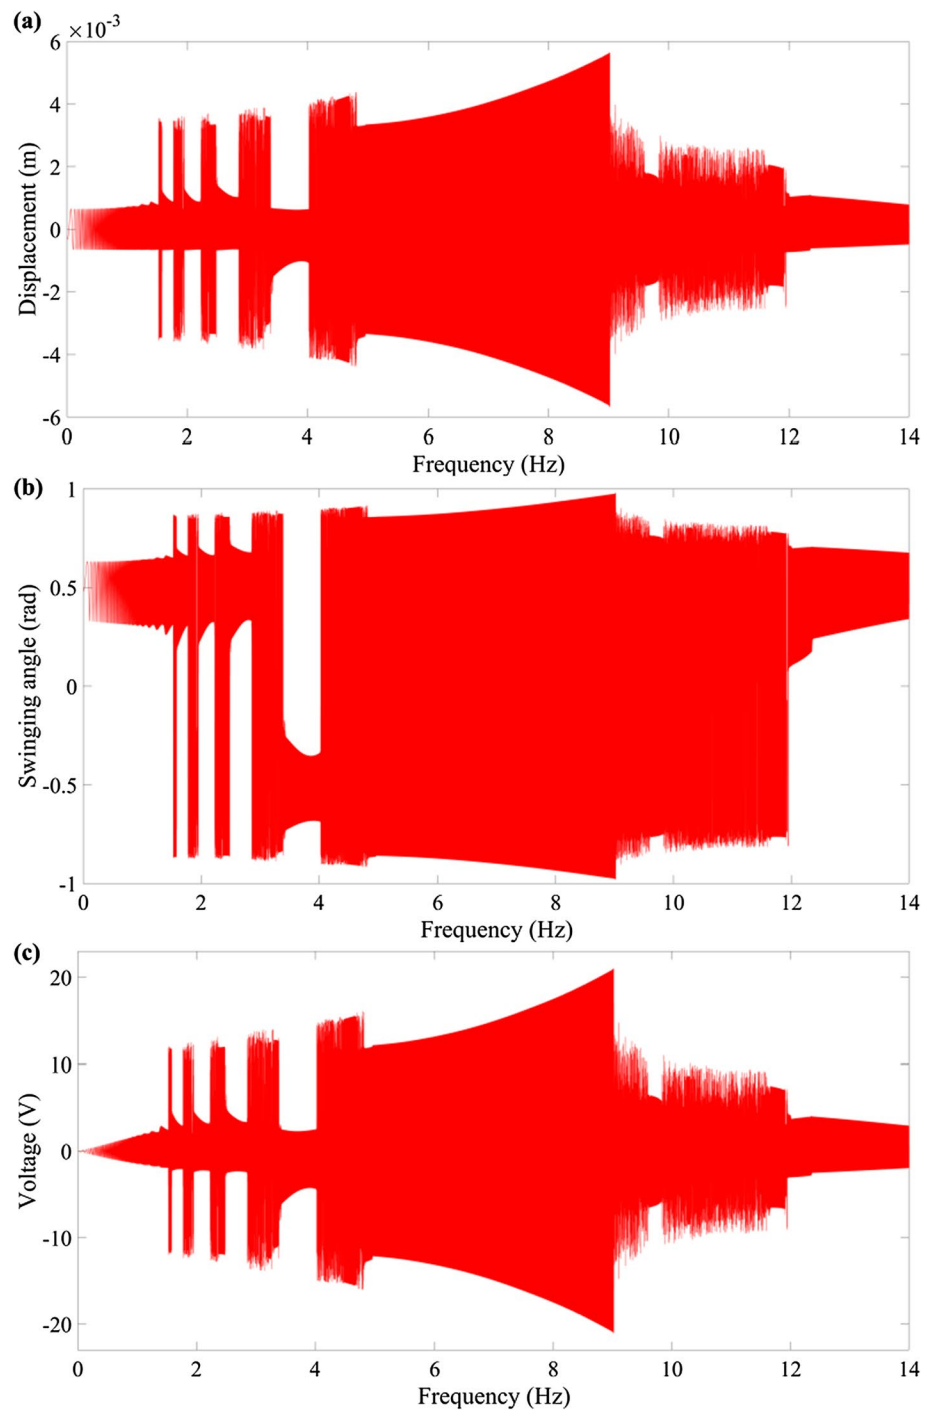 (a)
×10⁻³
6
4
2
0
-2
-4
-6
Displacement (m)
0 2 4 6 8 10 12 14
Frequency (Hz)
(b)
1
0.5
0
-0.5
-1
Swinging angle (rad)
0 2 4 6 8 10 12 14
Frequency (Hz)
(c)
20
10
0
-10
-20
Voltage (V)
0 2 4 6 8 10 12 14
Frequency (Hz)